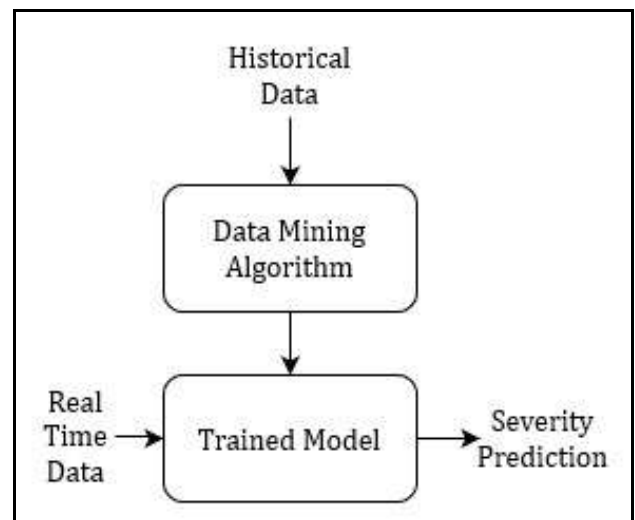 Historical
Data
Data Mining
Algorithm
Real
Time
Data
Trained Model
Severity
Prediction